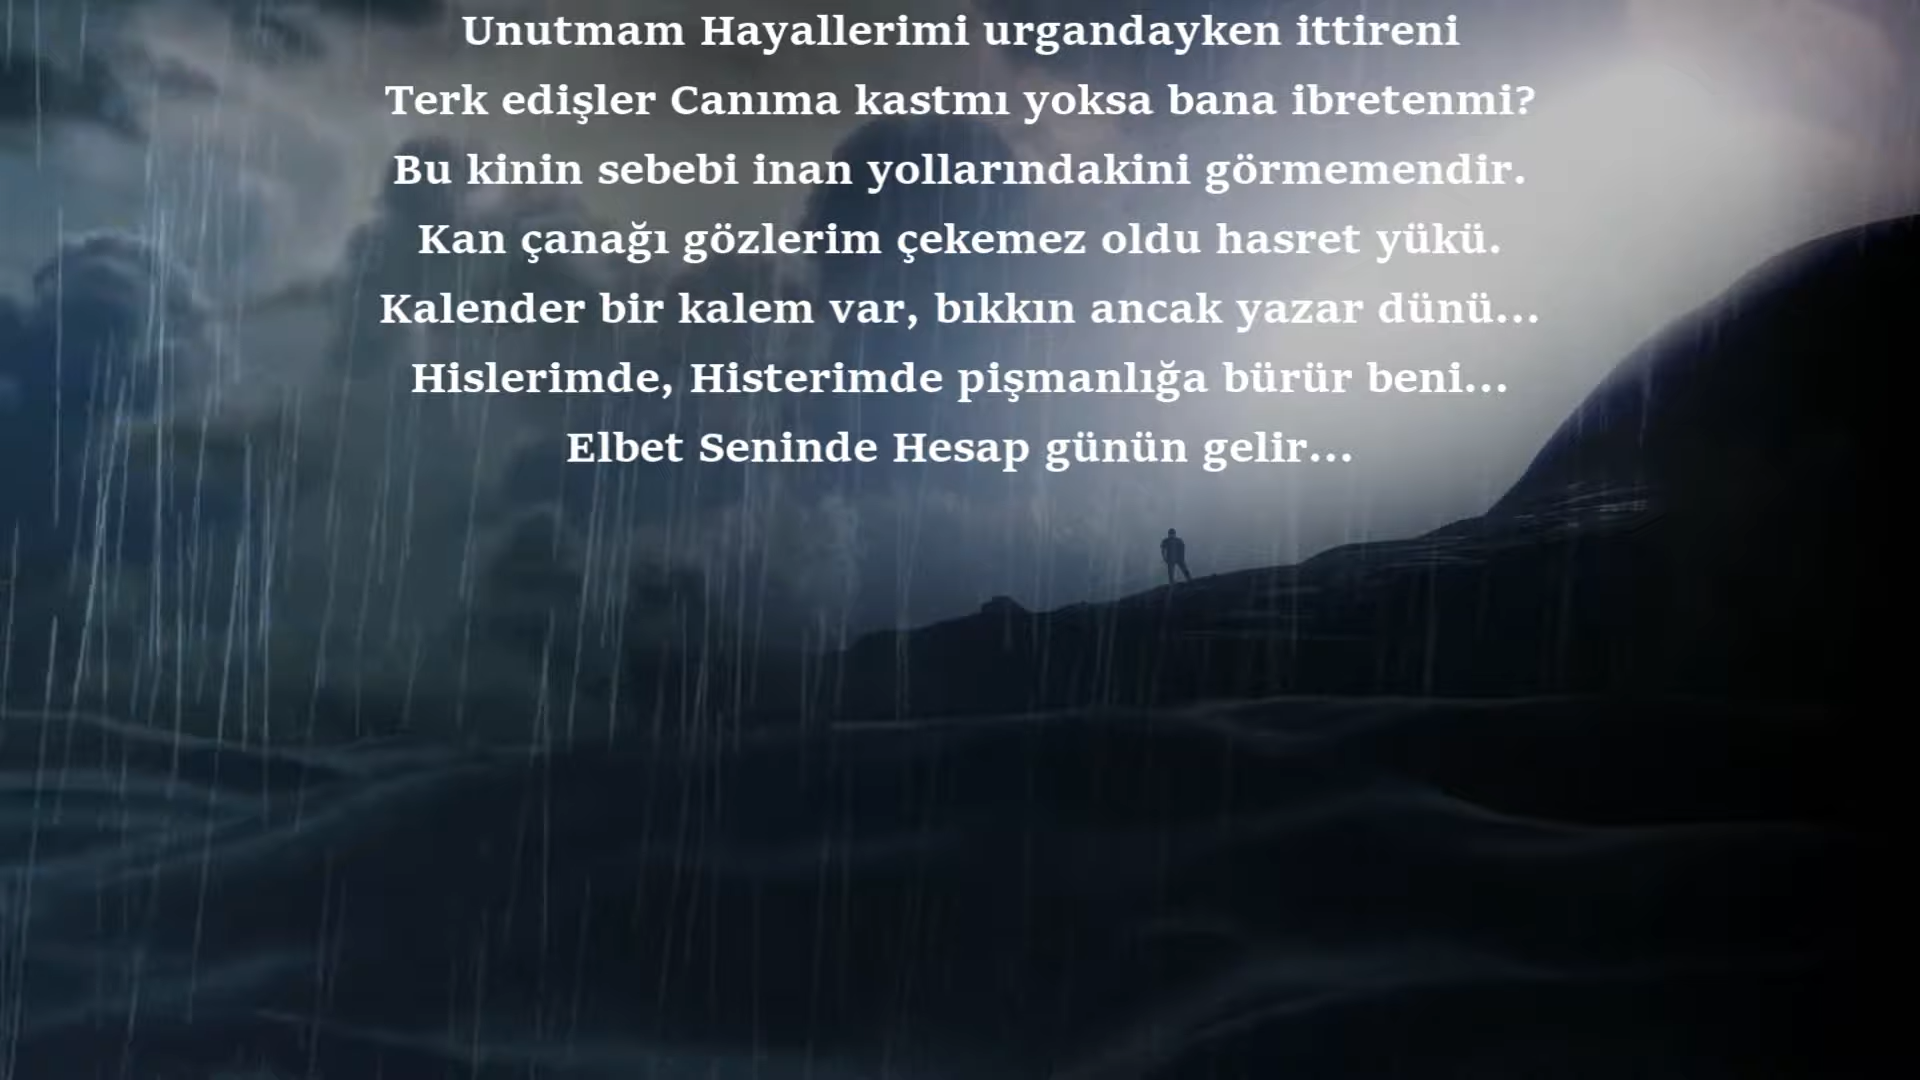 Unutmam Hayallerimi urgandayken ittireni
Terk edişler Canıma kastmı yoksa bana ibretenmi?
Bu kinin sebebi inan yollarındakini görmemendir.
Kan çanağı gözlerim çekemez oldu hasret yükü.
Kalender bir kalem var, bıkkın ancak yazar dünü...
Hislerimde, Histerimde pişmanlığa bürür beni...
Elbet Seninde Hesap günün gelir...